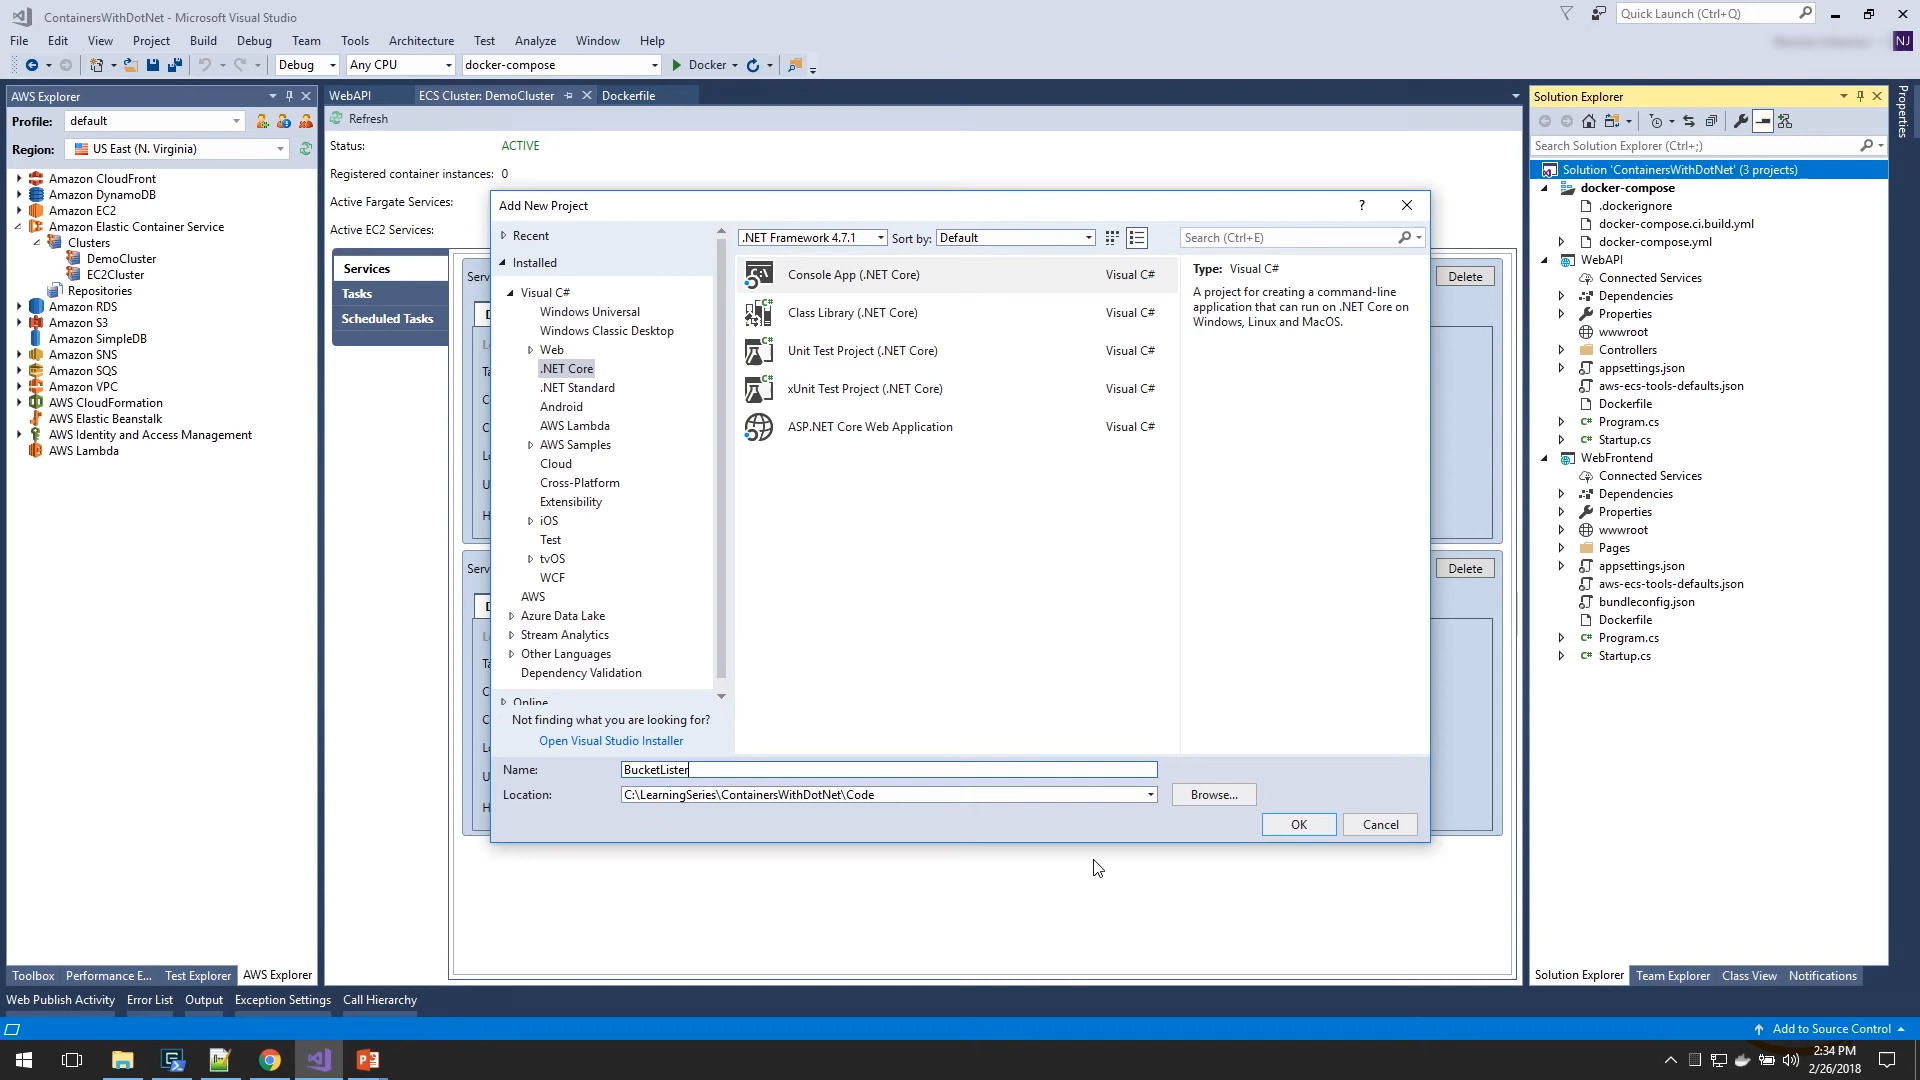 ContainersWithDotNet - Microsoft Visual Studio
Quick Launch (Ctrl+Q)
File Edit View Project Build Debug Team Tools Architecture Test Analyze Window Help
NJ
Debug Any CPU docker-compose Docker
AWS Explorer
Profile: default
Region: US East (N. Virginia)
Amazon CloudFront
Amazon DynamoDB
Amazon EC2
Amazon Elastic Container Service
Clusters
DemoCluster
EC2Cluster
Repositories
Amazon RDS
Amazon S3
Amazon SimpleDB
Amazon SNS
Amazon SQS
Amazon VPC
AWS CloudFormation
AWS Elastic Beanstalk
AWS Identity and Access Management
AWS Lambda
Toolbox Performance E... Test Explorer AWS Explorer
WebAPI ECS Cluster: DemoCluster Dockerfile
Refresh
Status: ACTIVE
Registered container instances: 0
Active Fargate Services:
Active EC2 Services:
Services
Tasks
Scheduled Tasks
Serv
Delete
Serv
Delete
Add New Project
?
Recent
Installed
Visual C#
Windows Universal
Windows Classic Desktop
Web
.NET Core
.NET Standard
Android
AWS Lambda
AWS Samples
Cloud
Cross-Platform
Extensibility
iOS
Test
tvOS
WCF
AWS
Azure Data Lake
Stream Analytics
Other Languages
Dependency Validation
Online
Not finding what you are looking for?
Open Visual Studio Installer
.NET Framework 4.7.1 Sort by: Default
Search (Ctrl+E)
Console App (.NET Core) Visual C#
Class Library (.NET Core) Visual C#
Unit Test Project (.NET Core) Visual C#
xUnit Test Project (.NET Core) Visual C#
ASP.NET Core Web Application Visual C#
Type: Visual C#
A project for creating a command-line
application that can run on .NET Core on
Windows, Linux and MacOS.
Name: BucketLister
Location: C:\LearningSeries\ContainersWithDotNet\Code
Browse...
OK Cancel
Solution Explorer
Search Solution Explorer (Ctrl+;)
Solution 'ContainersWithDotNet' (3 projects)
docker-compose
.dockerignore
docker-compose.ci.build.yml
docker-compose.yml
WebAPI
Connected Services
Dependencies
Properties
wwwroot
Controllers
appsettings.json
aws-ecs-tools-defaults.json
Dockerfile
Program.cs
Startup.cs
WebFrontend
Connected Services
Dependencies
Properties
wwwroot
Pages
appsettings.json
aws-ecs-tools-defaults.json
bundleconfig.json
Dockerfile
Program.cs
Startup.cs
Solution Explorer Team Explorer Class View Notifications
Properties
Web Publish Activity Error List Output Exception Settings Call Hierarchy
Add to Source Control
2:34 PM
2/26/2018